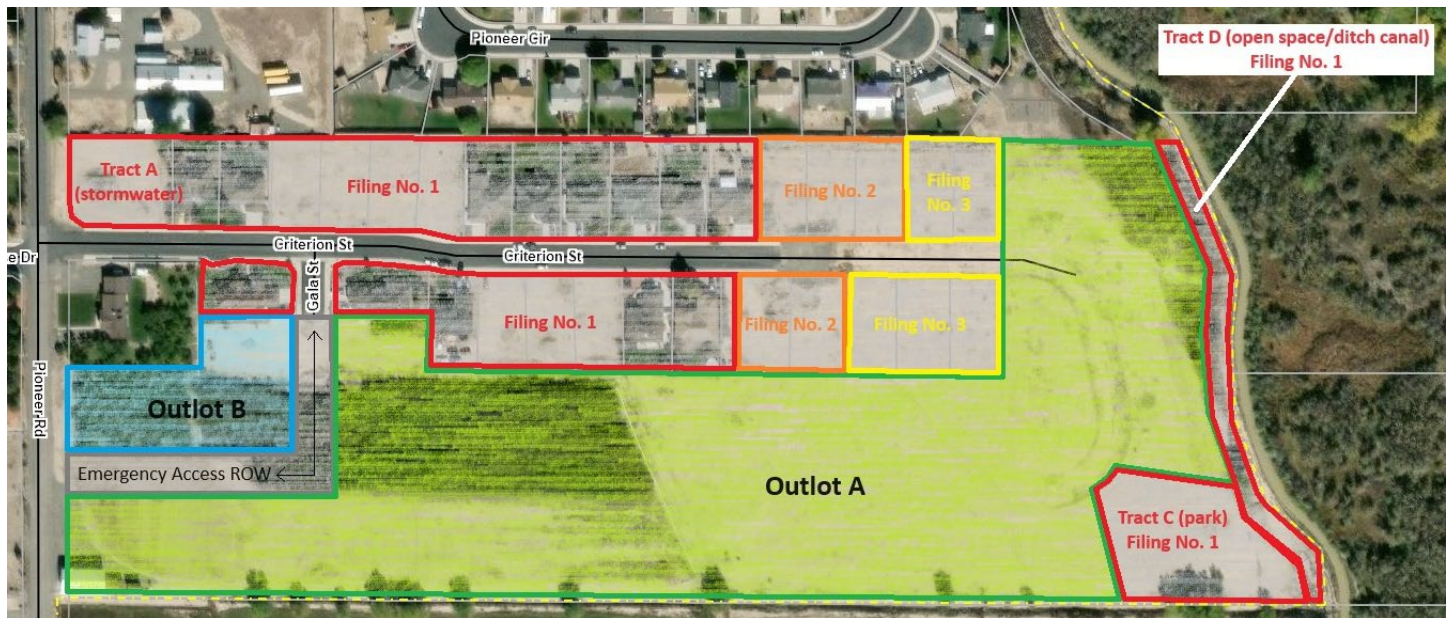 Pioneer Cir
Tract D (open space/ditch canal)
Filing No. 1
Tract A
(stormwater)
Filing No. 1
Filing No. 2
Filing
No. 3
Criterion St
Criterion St
e Dr
Gala St
Filing No. 1
Filing No. 2
Filing No. 3
Pioneer Rd
Outlot B
Emergency Access ROW
Outlot A
Tract C (park)
Filing No. 1